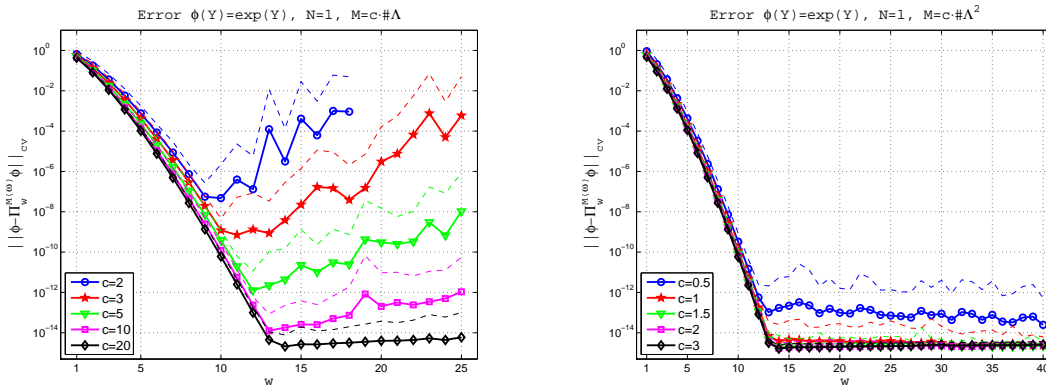 Error ϕ(Y)=exp(Y), N=1, M=c·#Λ
10^0
10^-2
10^-4
10^-6
10^-8
10^-10
10^-12
10^-14
||ϕ−Π_w^{M(ω)}ϕ||_cv
c=2
c=3
c=5
c=10
c=20
1 5 10 15 20 25
w
Error ϕ(Y)=exp(Y), N=1, M=c·#Λ^2
10^0
10^-2
10^-4
10^-6
10^-8
10^-10
10^-12
10^-14
||ϕ−Π_w^{M(ω)}ϕ||_cv
c=0.5
c=1
c=1.5
c=2
c=3
1 5 10 15 20 25 30 35 40
w